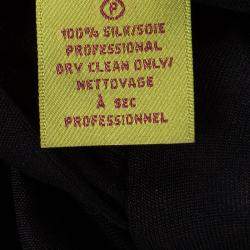 P
100% SILK/SOIE
PROFESSIONAL
DRY CLEAN ONLY/
NETTOYAGE
À SEC
PROFESSIONNEL